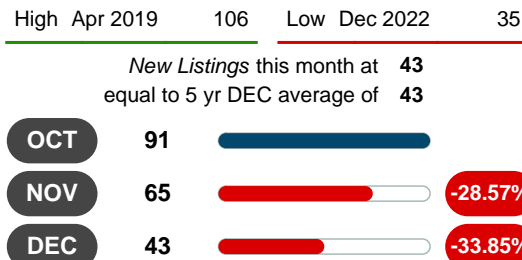 High Apr 2019 106 Low Dec 2022 35
New Listings this month at 43
equal to 5 yr DEC average of 43
OCT 91
NOV 65 -28.57%
DEC 43 -33.85%